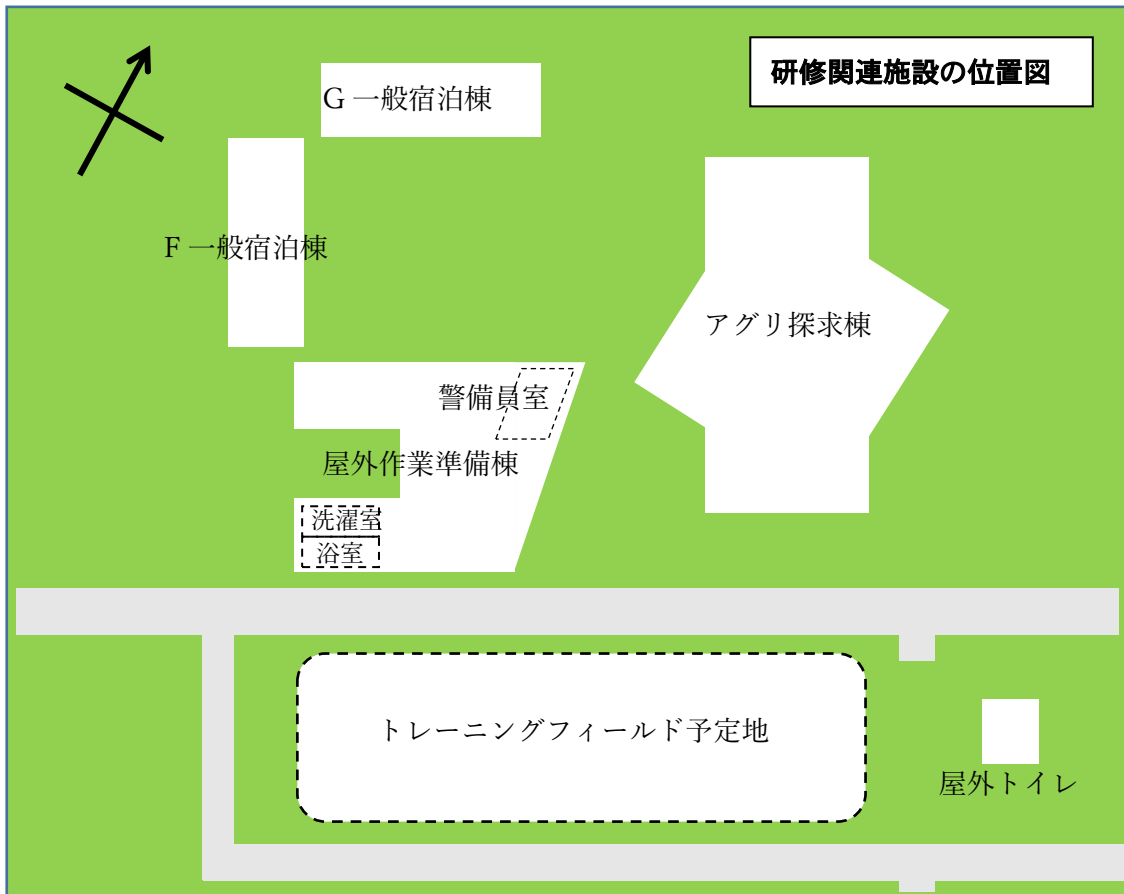 研修関連施設の位置図
G 一般宿泊棟
F 一般宿泊棟
アグリ探求棟
警備員室
屋外作業準備棟
洗濯室
浴室
トレーニングフィールド予定地
屋外トイレ